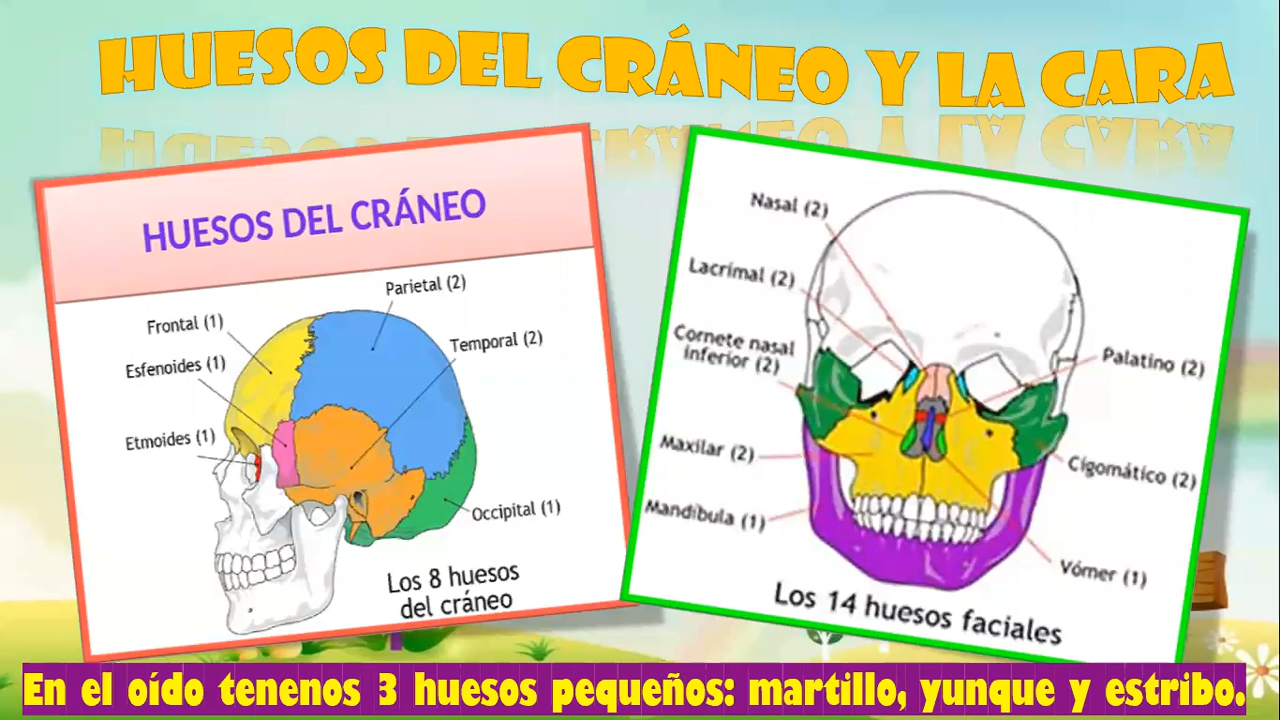 HUESOS DEL CRÁNEO Y LA CARA
HUESOS DEL CRÁNEO
Parietal (2)
Frontal (1)
Temporal (2)
Esfenoides (1)
Etmoides (1)
Occipital (1)
Los 8 huesos
del cráneo
Nasal (2)
Lacrimal (2)
Cornete nasal
inferior (2)
Palatino (2)
Maxilar (2)
Cigomático (2)
Mandíbula (1)
Vómer (1)
Los 14 huesos faciales
En el oído tenenos 3 huesos pequeños: martillo, yunque y estribo.